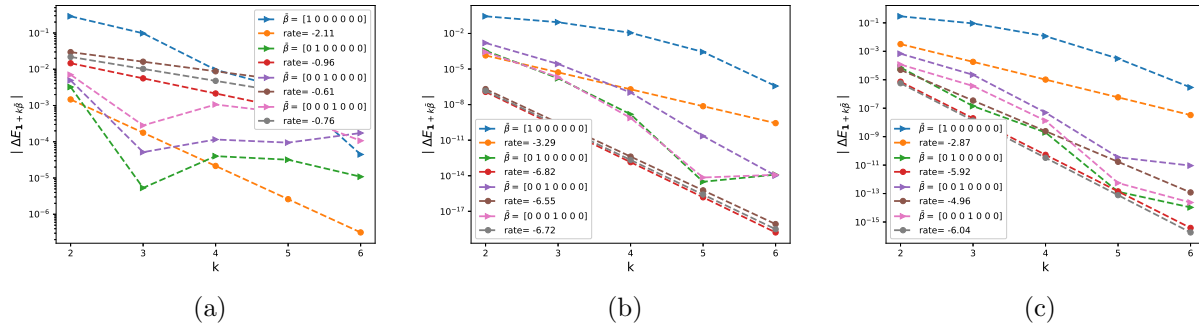 | ΔE₁ ₊ ₖβ̄ |
10⁻¹
10⁻²
10⁻³
10⁻⁴
10⁻⁵
10⁻⁶
β̄ = [1 0 0 0 0 0 0]
rate= -2.11
β̄ = [0 1 0 0 0 0 0]
rate= -0.96
β̄ = [0 0 1 0 0 0 0]
rate= -0.61
β̄ = [0 0 0 1 0 0 0]
rate= -0.76
2 3 4 5 6
k
(a)
| ΔE₁ ₊ ₖβ̄ |
10⁻²
10⁻⁵
10⁻⁸
10⁻¹¹
10⁻¹⁴
10⁻¹⁷
β̄ = [1 0 0 0 0 0 0]
rate= -3.29
β̄ = [0 1 0 0 0 0 0]
rate= -6.82
β̄ = [0 0 1 0 0 0 0]
rate= -6.55
β̄ = [0 0 0 1 0 0 0]
rate= -6.72
2 3 4 5 6
k
(b)
| ΔE₁ ₊ ₖβ̄ |
10⁻¹
10⁻³
10⁻⁵
10⁻⁷
10⁻⁹
10⁻¹¹
10⁻¹³
10⁻¹⁵
β̄ = [1 0 0 0 0 0 0]
rate= -2.87
β̄ = [0 1 0 0 0 0 0]
rate= -5.92
β̄ = [0 0 1 0 0 0 0]
rate= -4.96
β̄ = [0 0 0 1 0 0 0]
rate= -6.04
2 3 4 5 6
k
(c)